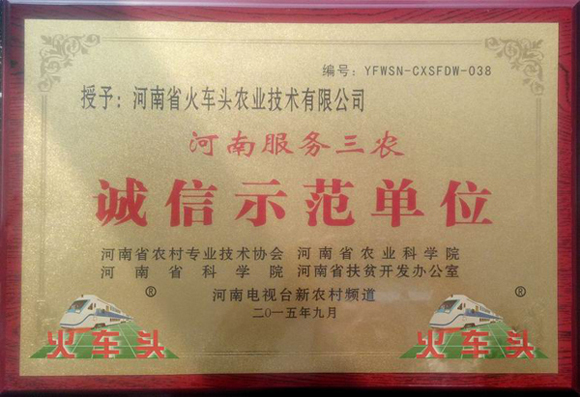 编号：YFWSN-CXSFDW-038
授予：河南省火车头农业技术有限公司
河南服务三农
诚信示范单位
河南省农村专业技术协会 河南省农业科学院
河南省科学院 河南省扶贫开发办公室
河南电视台新农村频道
二〇一五年九月
® ®
火车头 火车头